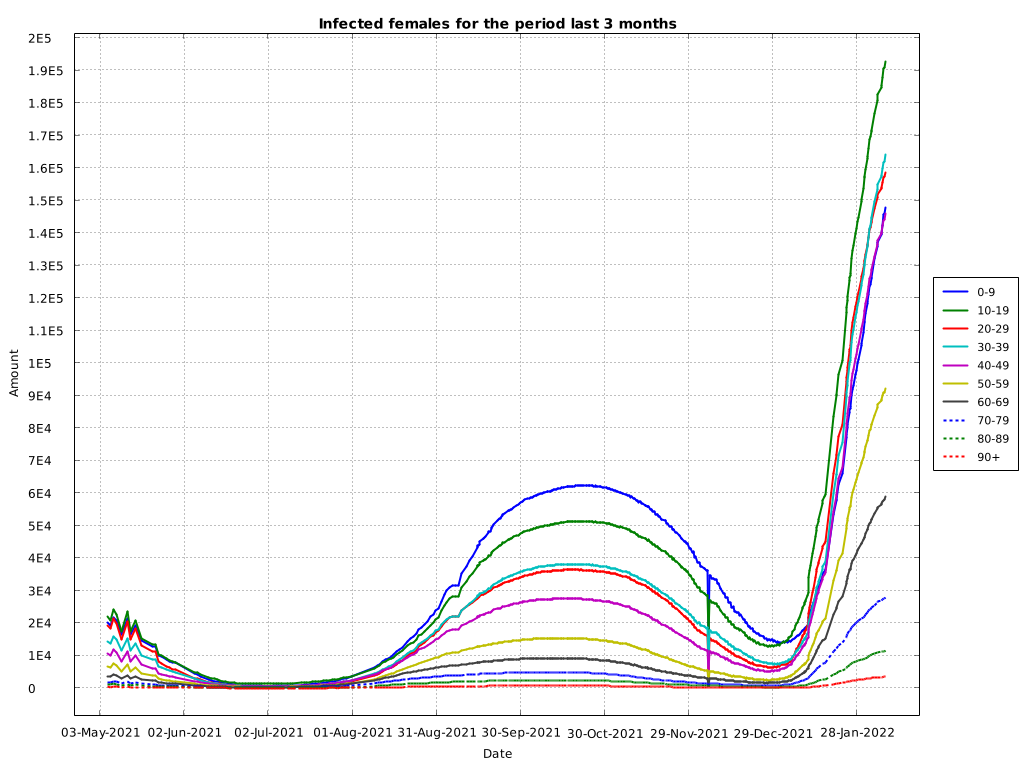 Infected females for the period last 3 months
2E5
1.9E5
1.8E5
1.7E5
1.6E5
1.5E5
1.4E5
1.3E5
1.2E5
1.1E5
1E5
9E4
8E4
7E4
6E4
5E4
4E4
3E4
2E4
1E4
0
Amount
03-May-2021 02-Jun-2021 02-Jul-2021 01-Aug-2021 31-Aug-2021 30-Sep-2021 30-Oct-2021 29-Nov-2021 29-Dec-2021 28-Jan-2022
Date
0-9
10-19
20-29
30-39
40-49
50-59
60-69
70-79
80-89
90+